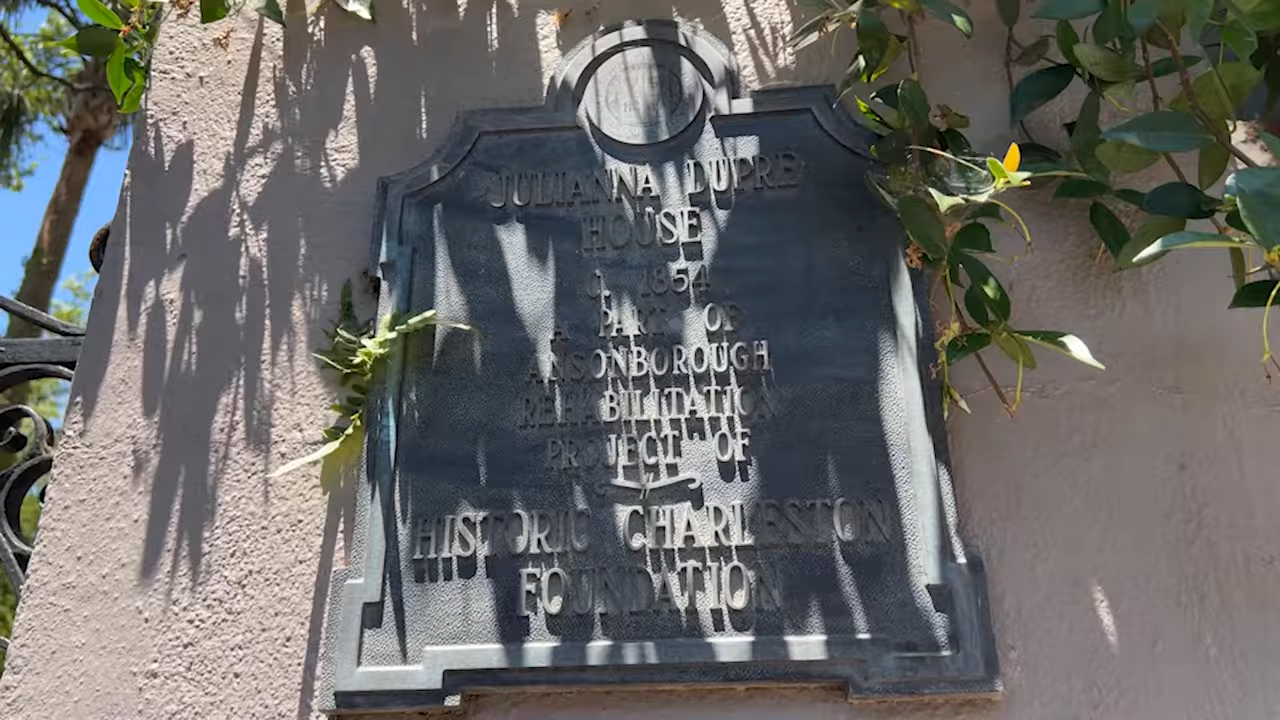 JULIANNA DUPRE
HOUSE
C. 1854
A PART OF
ANSONBOROUGH
REHABILITATION
PROJECT OF
HISTORIC CHARLESTON
FOUNDATION